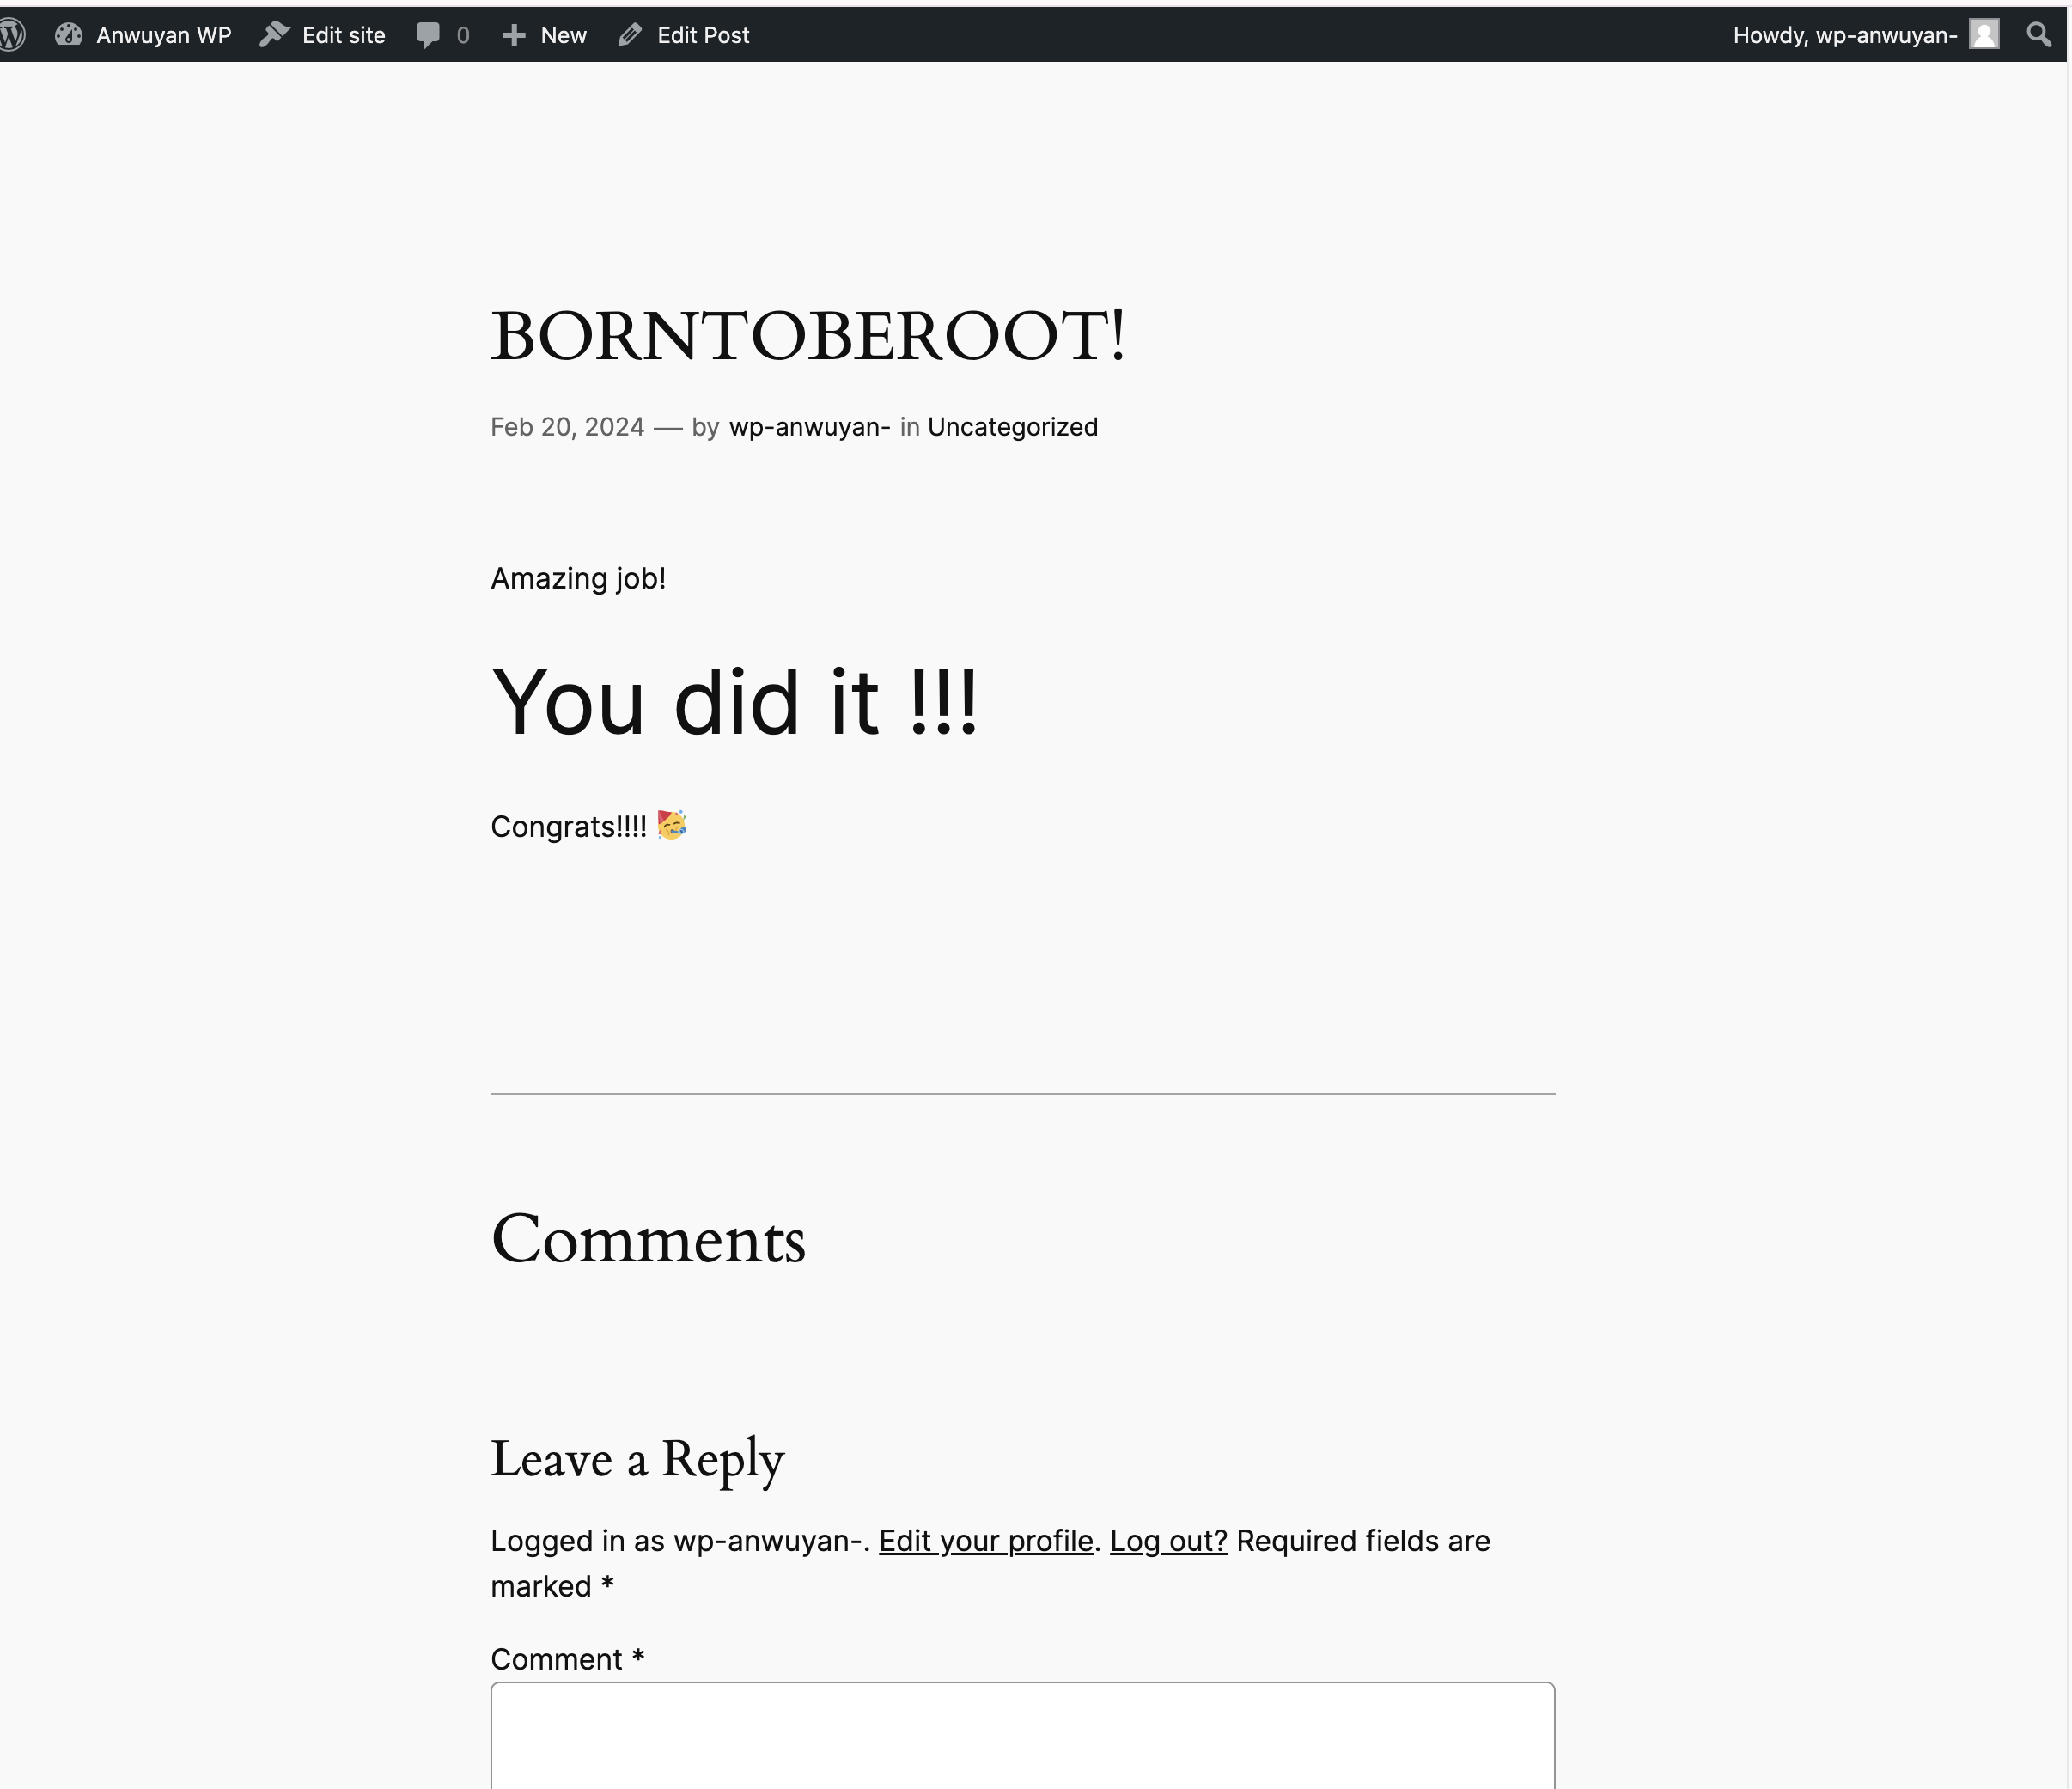 Anwuyan WP Edit site 0 New Edit Post Howdy, wp-anwuyan-
BORNTOBEROOT!
Feb 20, 2024 — by wp-anwuyan- in Uncategorized
Amazing job!
You did it !!!
Congrats!!!! 🥳
Comments
Leave a Reply
Logged in as wp-anwuyan-. Edit your profile. Log out? Required fields are
marked *
Comment *